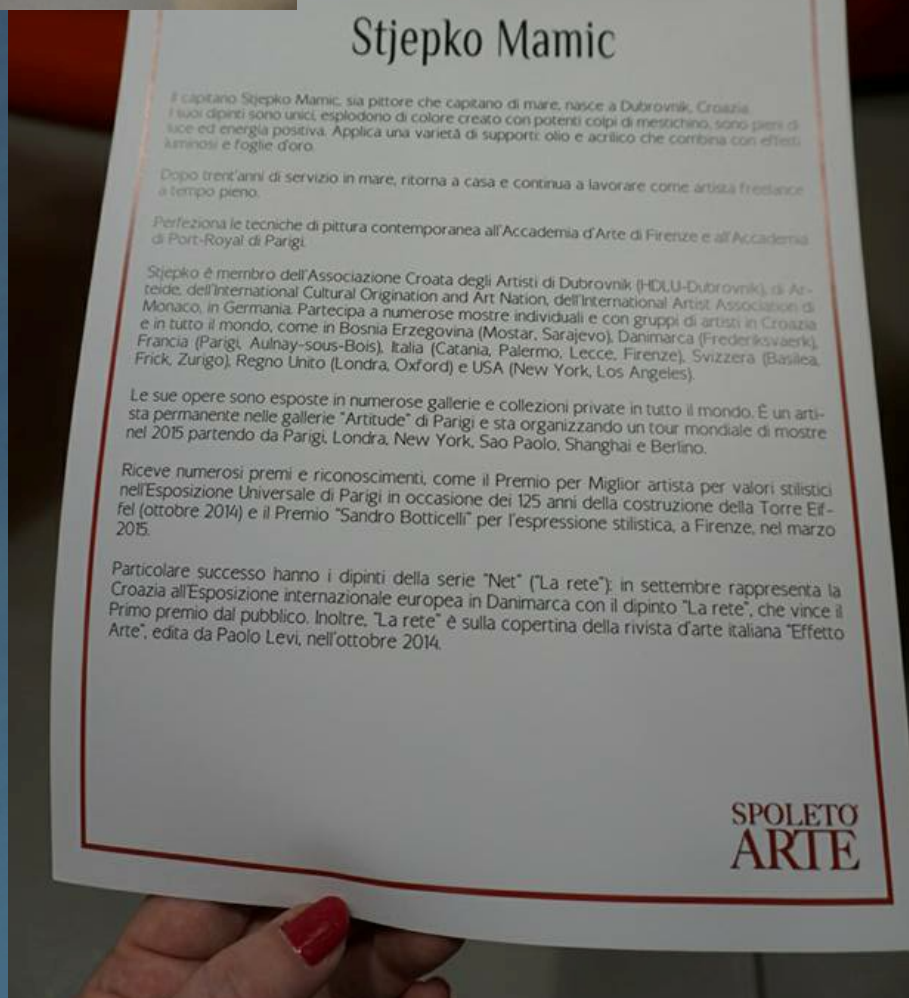 Stjepko Mamic
Il capitano Stjepko Mamic, sia pittore che capitano di mare, nasce a Dubrovnik, Croazia.
I suoi dipinti sono unici, esplodono di colore creato con potenti colpi di mestichino, sono pieni di
luce ed energia positiva. Applica una varietà di supporti: olio e acrilico che combina con effetti
luminosi e foglie d'oro.
Dopo trent'anni di servizio in mare, ritorna a casa e continua a lavorare come artista freelance
a tempo pieno.
Perfeziona le tecniche di pittura contemporanea all'Accademia d'Arte di Firenze e all'Accademia
di Port-Royal di Parigi.
Stjepko è membro dell'Associazione Croata degli Artisti di Dubrovnik (HDLU-Dubrovnik), di Ar-
teide, dell'International Cultural Origination and Art Nation, dell'International Artist Association di
Monaco, in Germania. Partecipa a numerose mostre individuali e con gruppi di artisti in Croazia
e in tutto il mondo, come in Bosnia Erzegovina (Mostar, Sarajevo), Danimarca (Frederiksvaerk),
Francia (Parigi, Aulnay-sous-Bois), Italia (Catania, Palermo, Lecce, Firenze), Svizzera (Basilea,
Frick, Zurigo), Regno Unito (Londra, Oxford) e USA (New York, Los Angeles).
Le sue opere sono esposte in numerose gallerie e collezioni private in tutto il mondo. È un arti-
sta permanente nelle gallerie "Artitude" di Parigi e sta organizzando un tour mondiale di mostre
nel 2015 partendo da Parigi, Londra, New York, Sao Paolo, Shanghai e Berlino.
Riceve numerosi premi e riconoscimenti, come il Premio per Miglior artista per valori stilistici
nell'Esposizione Universale di Parigi in occasione dei 125 anni della costruzione della Torre Eif-
fel (ottobre 2014) e il Premio "Sandro Botticelli" per l'espressione stilistica, a Firenze, nel marzo
2015.
Particolare successo hanno i dipinti della serie "Net" ("La rete"): in settembre rappresenta la
Croazia all'Esposizione internazionale europea in Danimarca con il dipinto "La rete", che vince il
Primo premio dal pubblico. Inoltre, "La rete" è sulla copertina della rivista d'arte italiana "Effetto
Arte", edita da Paolo Levi, nell'ottobre 2014.
SPOLETO
ARTE